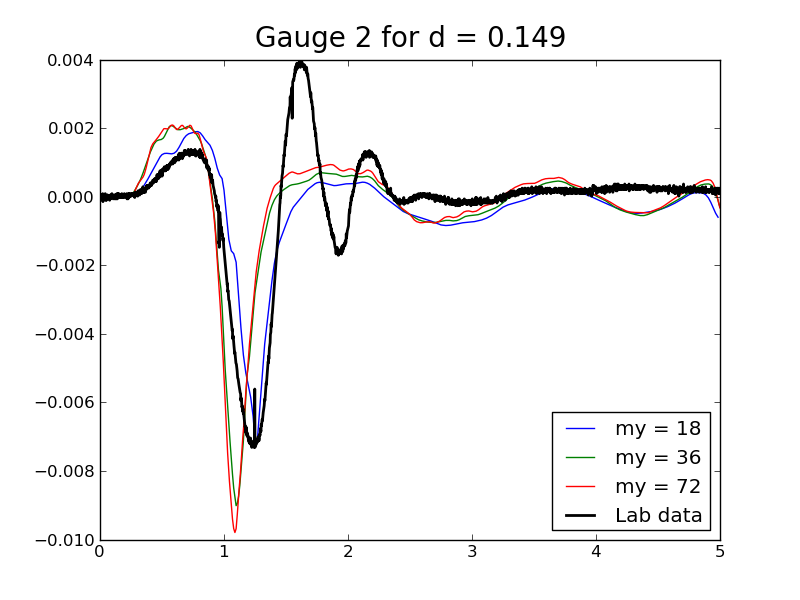 Gauge 2 for d = 0.149
0.004
0.002
0.000
−0.002
−0.004
−0.006
−0.008
−0.010
0 1 2 3 4 5
my = 18
my = 36
my = 72
Lab data